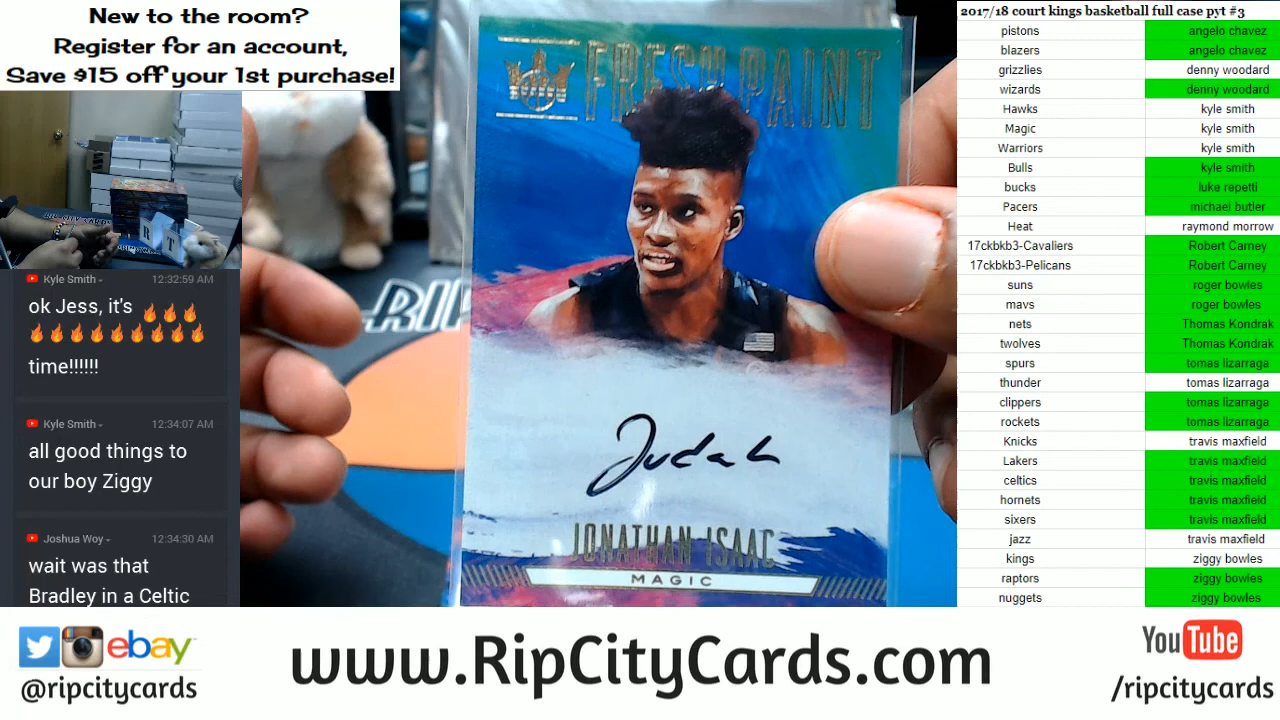 New to the room?
Register for an account,
Save $15 off your 1st purchase!
RIP CITY CARDS
R T
Kyle Smith 12:32:59 AM
ok Jess, it's 🔥🔥🔥
🔥🔥🔥🔥🔥🔥🔥🔥🔥
time!!!!!!
Kyle Smith 12:34:07 AM
all good things to
our boy Ziggy
Joshua Woy 12:34:30 AM
wait was that
Bradley in a Celtic
FRESH PAINT
RIP
Judah
JONATHAN ISAAC
MAGIC
2017/18 court kings basketball full case pyt #3
pistons angelo chavez
blazers angelo chavez
grizzlies denny woodard
wizards denny woodard
Hawks kyle smith
Magic kyle smith
Warriors kyle smith
Bulls kyle smith
bucks luke repetti
Pacers michael butler
Heat raymond morrow
17ckbkb3-Cavaliers Robert Carney
17ckbkb3-Pelicans Robert Carney
suns roger bowles
mavs roger bowles
nets Thomas Kondrak
twolves Thomas Kondrak
spurs tomas lizarraga
thunder tomas lizarraga
clippers tomas lizarraga
rockets tomas lizarraga
Knicks travis maxfield
Lakers travis maxfield
celtics travis maxfield
hornets travis maxfield
sixers travis maxfield
jazz travis maxfield
kings ziggy bowles
raptors ziggy bowles
nuggets ziggy bowles
ebay
@ripcitycards
www.RipCityCards.com
YouTube
/ripcitycards